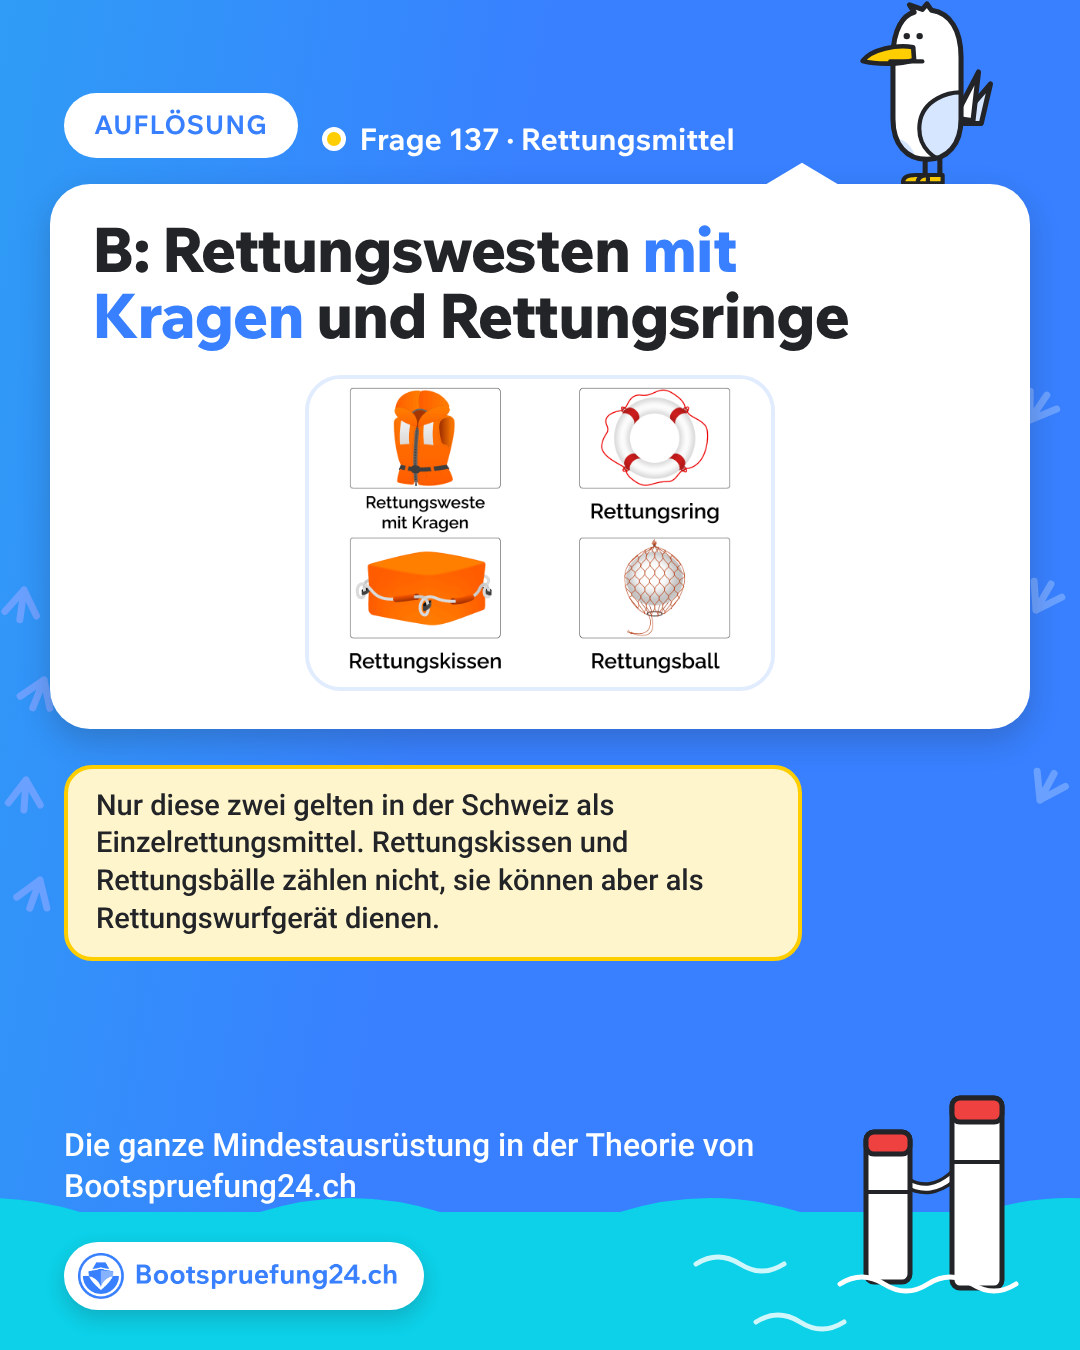 AUFLÖSUNG
Frage 137 · Rettungsmittel
B: Rettungswesten mit
Kragen und Rettungsringe
Rettungsweste
mit Kragen
Rettungsring
Rettungskissen
Rettungsball
Nur diese zwei gelten in der Schweiz als
Einzelrettungsmittel. Rettungskissen und
Rettungsbälle zählen nicht, sie können aber als
Rettungswurfgerät dienen.
Die ganze Mindestausrüstung in der Theorie von
Bootspruefung24.ch
Bootspruefung24.ch